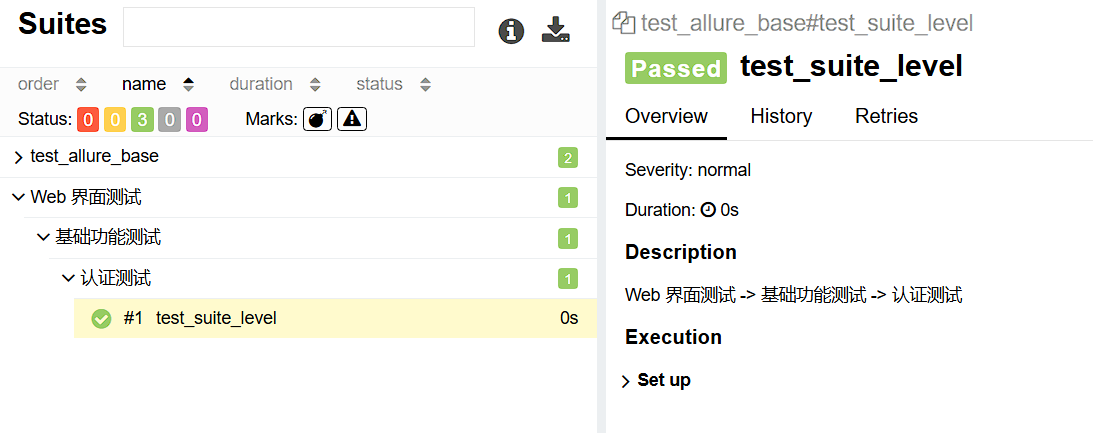 Suites
order name duration status
Status: 0 0 3 0 0 Marks:
test_allure_base 2
Web 界面测试 1
基础功能测试 1
认证测试 1
#1 test_suite_level 0s
test_allure_base#test_suite_level
Passed test_suite_level
Overview History Retries
Severity: normal
Duration: 0s
Description
Web 界面测试 -> 基础功能测试 -> 认证测试
Execution
Set up